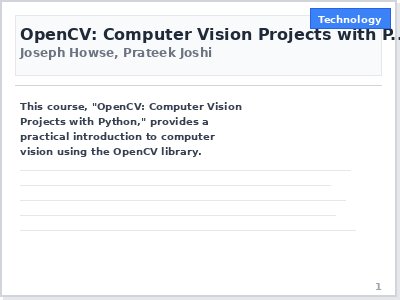 Technology
OpenCV: Computer Vision Projects with P...
Joseph Howse, Prateek Joshi
This course, "OpenCV: Computer Vision
Projects with Python," provides a
practical introduction to computer
vision using the OpenCV library.
1